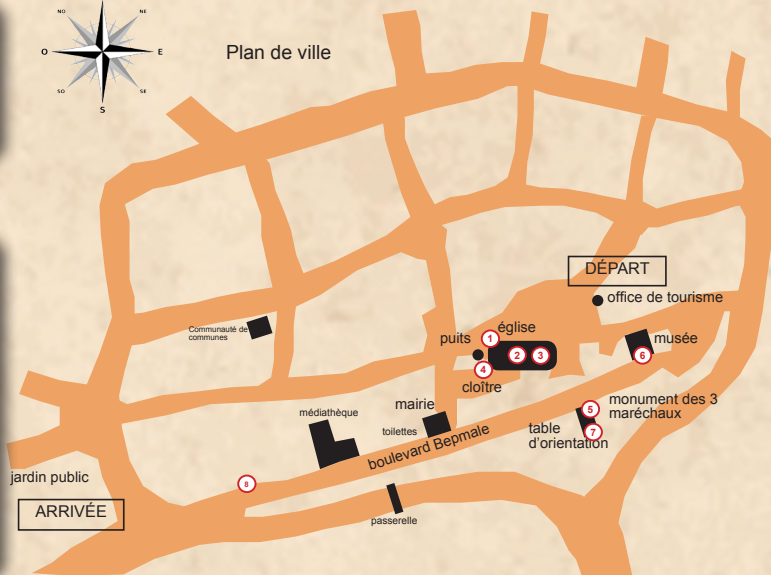 NO
NE
O
E
SO
SE
S
Plan de ville
DÉPART
office de tourisme
église
puits
1
2
3
4
cloître
musée
6
Communauté de
communes
monument des 3
maréchaux
5
7
table
d'orientation
mairie
médiathèque
toilettes
boulevard Bepmale
8
jardin public
ARRIVÉE
passerelle